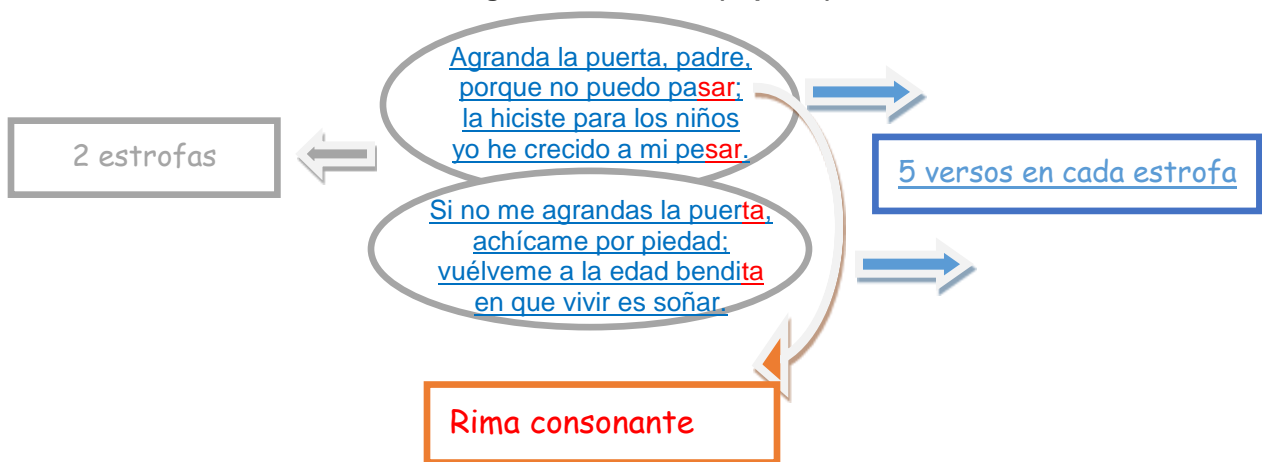 Agranda la puerta, padre,
porque no puedo pasar;
la hiciste para los niños
yo he crecido a mi pesar.
2 estrofas
5 versos en cada estrofa
Si no me agrandas la puerta,
achícame por piedad;
vuélveme a la edad bendita
en que vivir es soñar.
Rima consonante